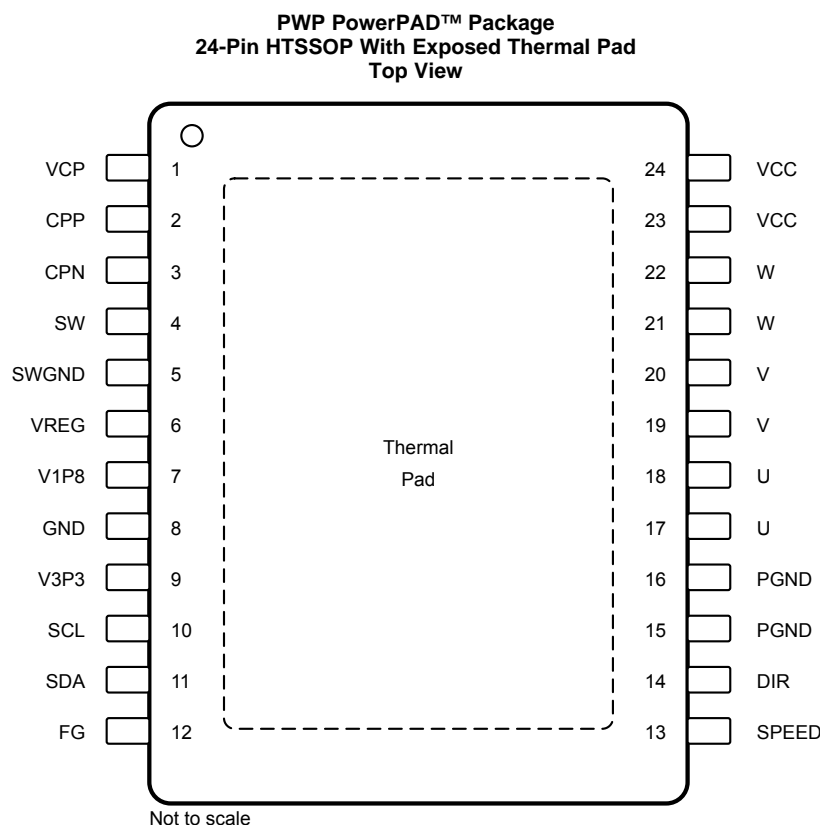 PWP PowerPAD™ Package
24-Pin HTSSOP With Exposed Thermal Pad
Top View
VCP 1 24 VCC
CPP 2 23 VCC
CPN 3 22 W
SW 4 21 W
SWGND 5 20 V
VREG 6 19 V
Thermal
Pad
V1P8 7 18 U
GND 8 17 U
V3P3 9 16 PGND
SCL 10 15 PGND
SDA 11 14 DIR
FG 12 13 SPEED
Not to scale